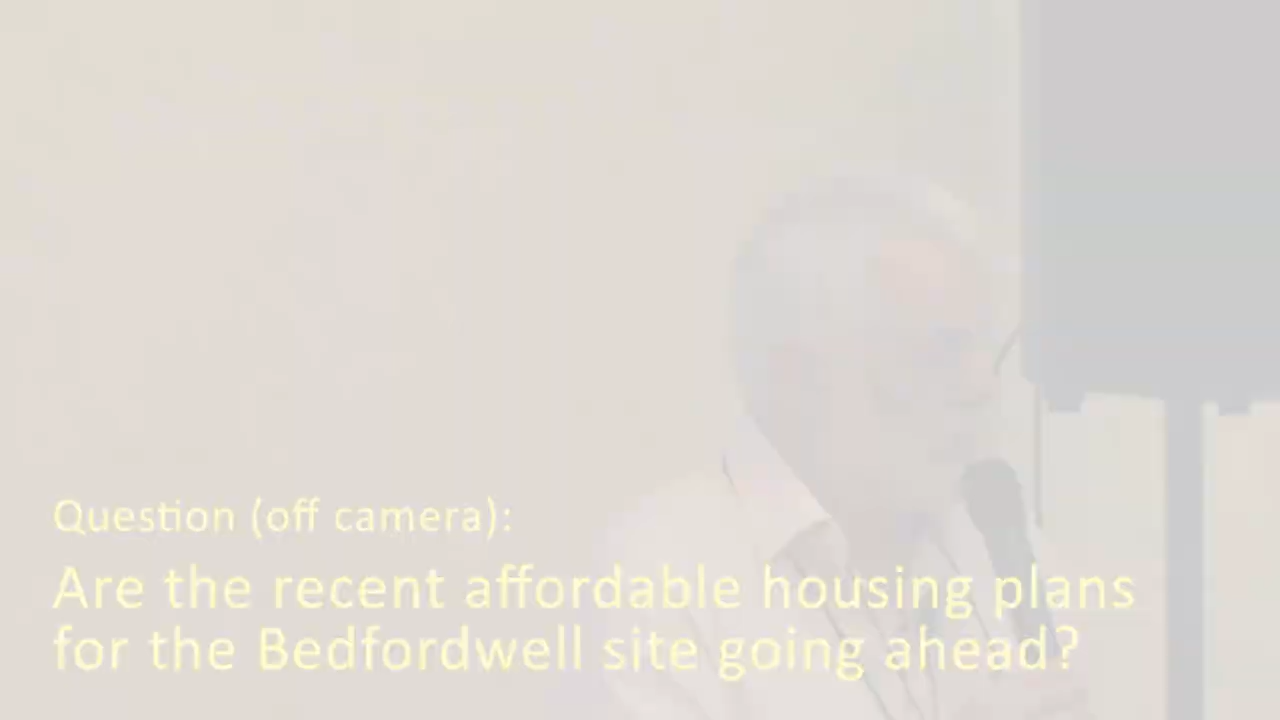 Question (off camera):
Are the recent affordable housing plans
for the Bedfordwell site going ahead?